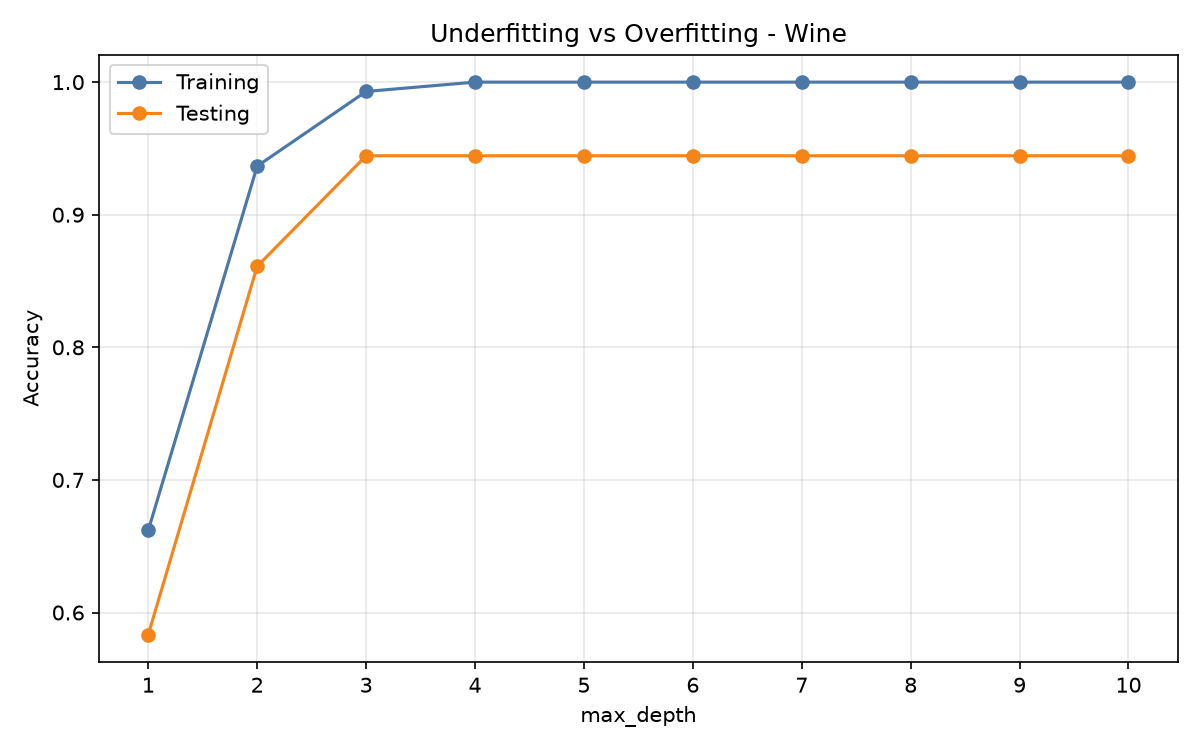 Underfitting vs Overfitting - Wine
Training
Testing
1.0
0.9
0.8
0.7
0.6
Accuracy
1 2 3 4 5 6 7 8 9 10
max_depth